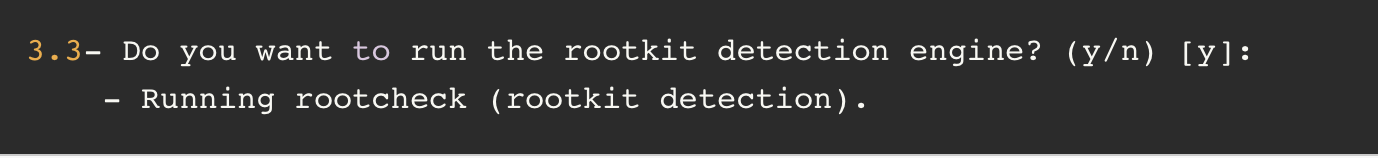 3.3- Do you want to run the rootkit detection engine? (y/n) [y]:
- Running rootcheck (rootkit detection).